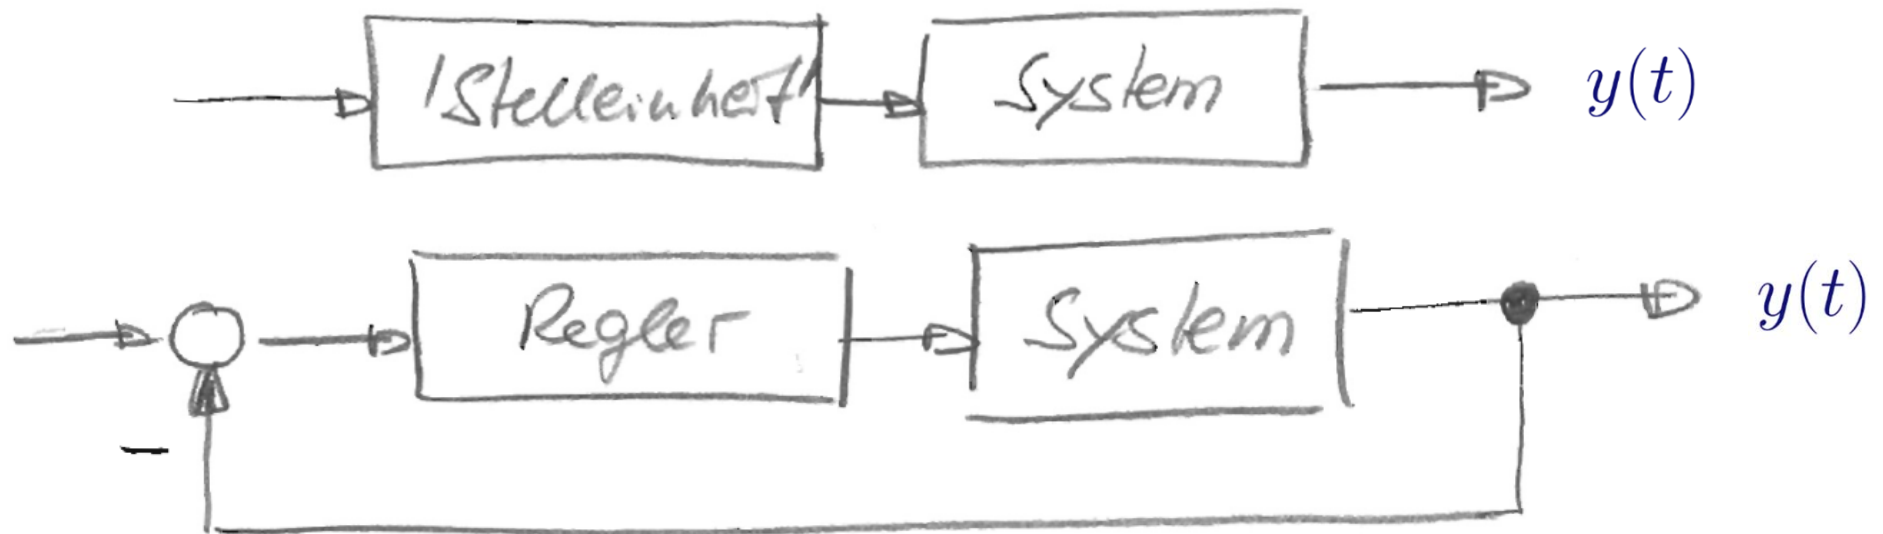 'Stelleinheit' System y(t)
Regler System y(t)
−